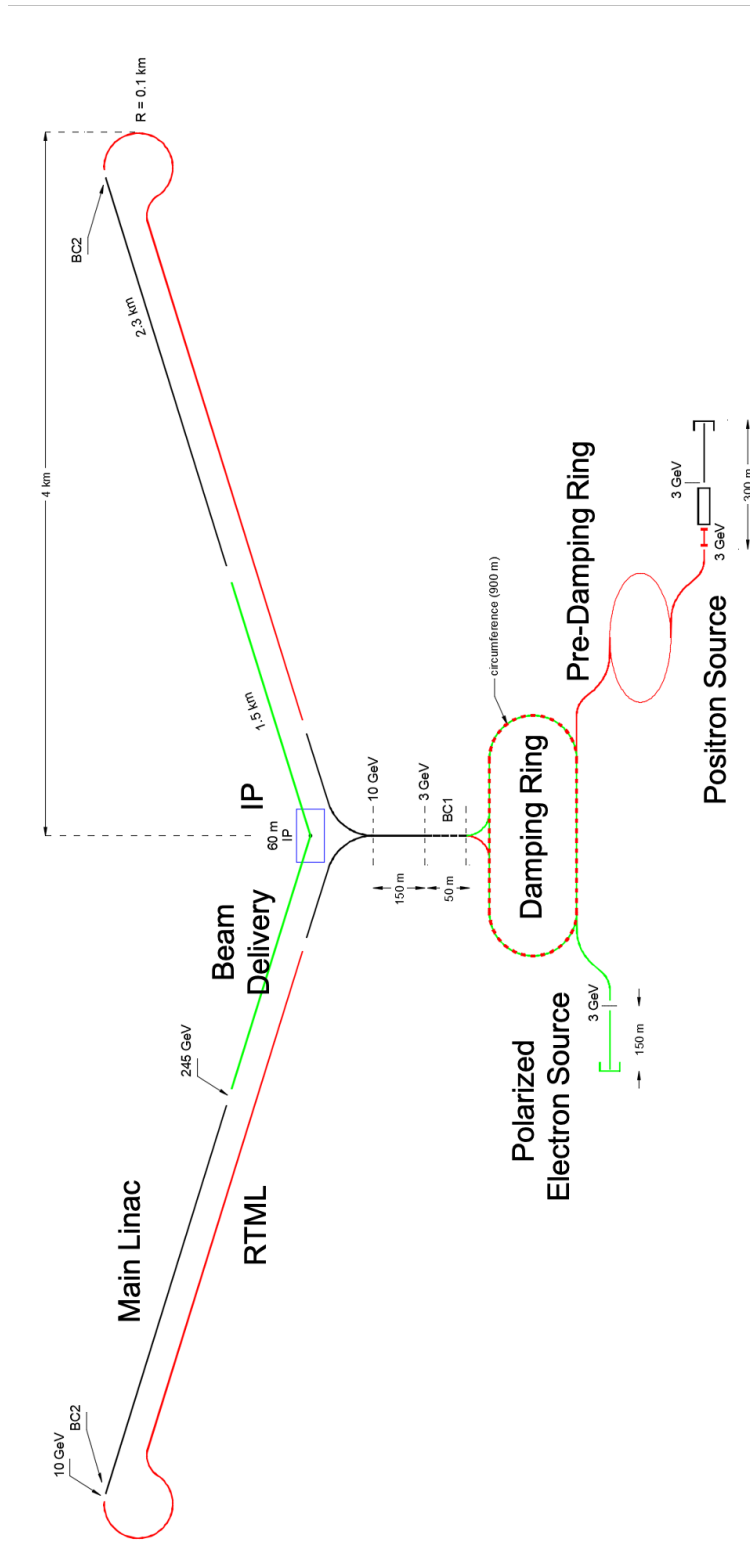 R = 0.1 km
4 km
BC2
2.3 km
1.5 km
IP
60 m
IP
Beam
Delivery
245 GeV
Main Linac
RTML
10 GeV
BC2
10 GeV
3 GeV
BC1
150 m
50 m
circumference (900 m)
Damping Ring
Pre-Damping Ring
3 GeV
3 GeV
300 m
Positron Source
3 GeV
150 m
Polarized
Electron Source